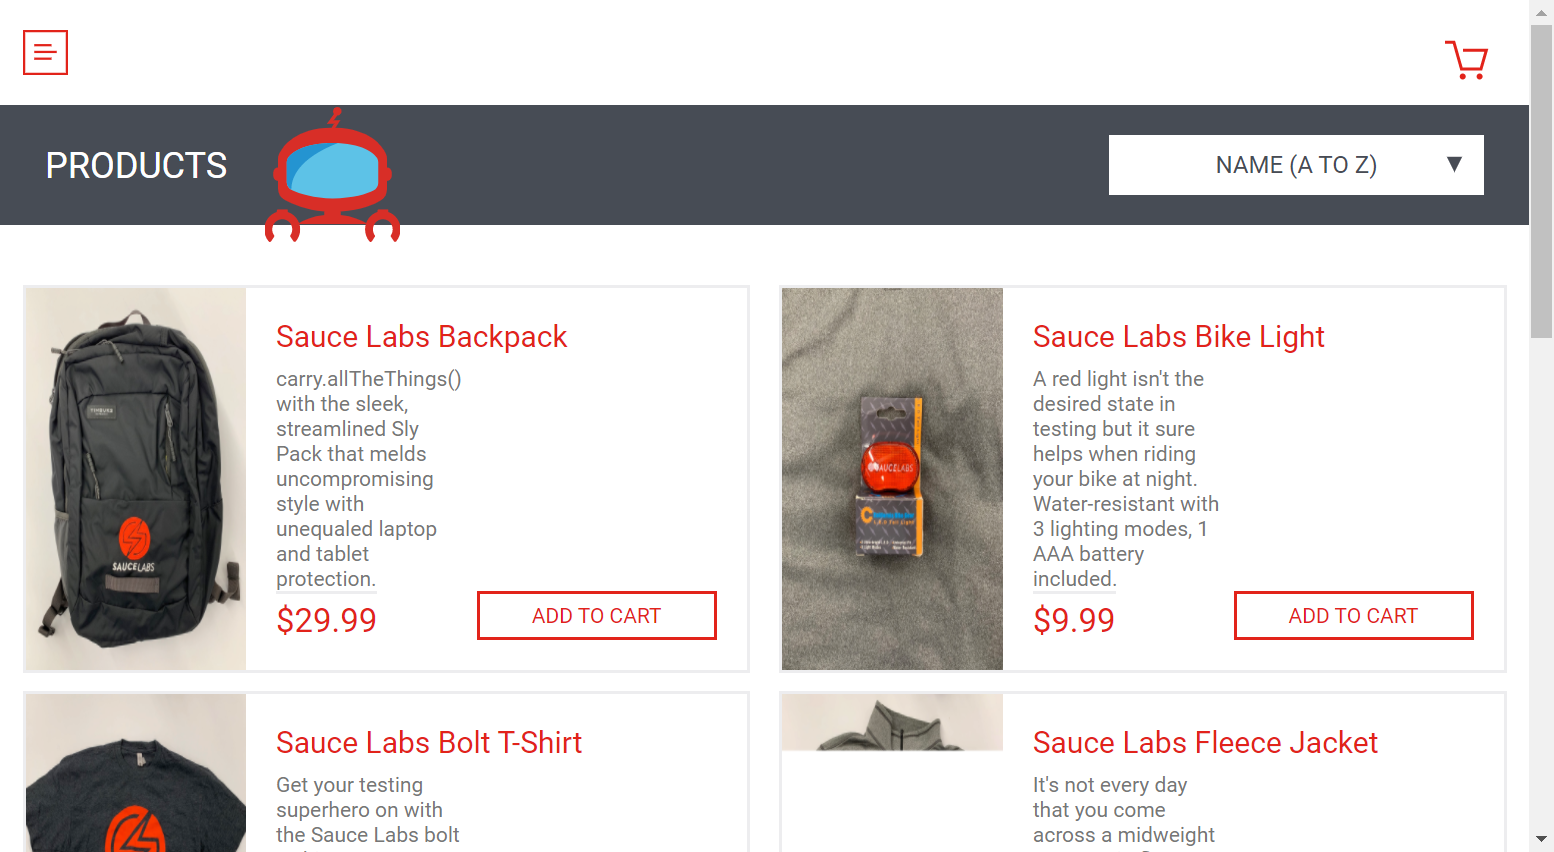 PRODUCTS
NAME (A TO Z)
Sauce Labs Backpack
carry.allTheThings()
with the sleek,
streamlined Sly
Pack that melds
uncompromising
style with
unequaled laptop
and tablet
protection.
$29.99
ADD TO CART
SAUCELABS
Sauce Labs Bike Light
A red light isn't the
desired state in
testing but it sure
helps when riding
your bike at night.
Water-resistant with
3 lighting modes, 1
AAA battery
included.
$9.99
ADD TO CART
SAUCELABS
Sauce Labs Bolt T-Shirt
Get your testing
superhero on with
the Sauce Labs bolt
Sauce Labs Fleece Jacket
It's not every day
that you come
across a midweight